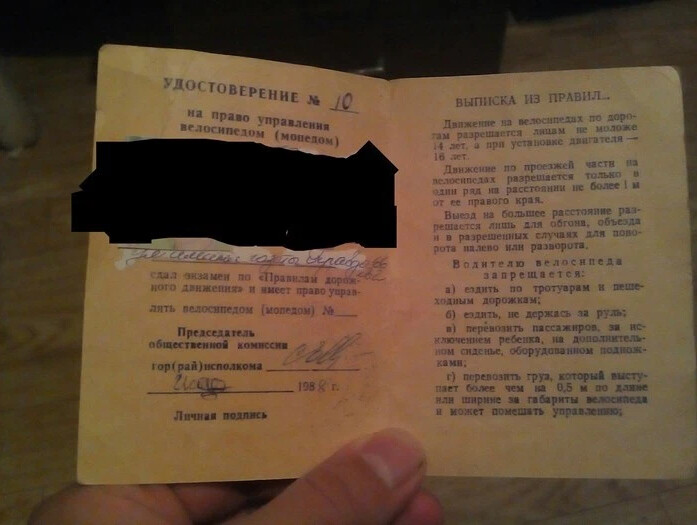 УДОСТОВЕРЕНИЕ № 10
на право управления
велосипедом (мопедом)
газеты
сдал экзамен по «Правилам дорож-
ного движения» и имеет право управ-
лять велосипедом (мопедом) №
Председатель
общественной комиссии
гор(рай)исполкома
1988 г.
Личная подпись
ВЫПИСКА ИЗ ПРАВИЛ...
Движение на велосипедах по доро-
гам разрешается лицам не моложе
14 лет, а при установке двигателя —
16 лет.
Движение по проезжей части на
велосипедах разрешается только в
один ряд на расстоянии не более 1 м
от ее правого края.
Выезд на большее расстояние раз-
решается лишь для обгона, объезда
и в разрешенных случаях для пово-
рота налево или разворота.
Водителю велосипеда
запрещается:
а) ездить по тротуарам и пеше-
ходным дорожкам;
б) ездить, не держась за руль;
в) перевозить пассажиров, за ис-
ключением ребенка, на дополнитель-
ном сиденье, оборудованном поднож-
ками;
г) перевозить груз, который высту-
пает более чем на 0,5 м по длине
или ширине за габариты велосипеда
и может помешать управлению;